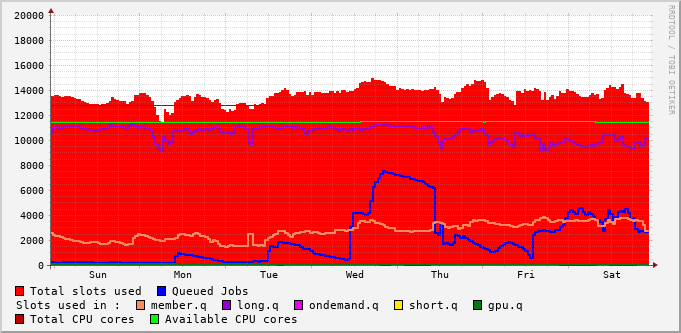 20000
18000
16000
14000
12000
10000
8000
6000
4000
2000
0
Sun Mon Tue Wed Thu Fri Sat
RRDTOOL / TOBI OETIKER
Total slots used Queued Jobs
Slots used in : member.q long.q ondemand.q short.q gpu.q
Total CPU cores Available CPU cores